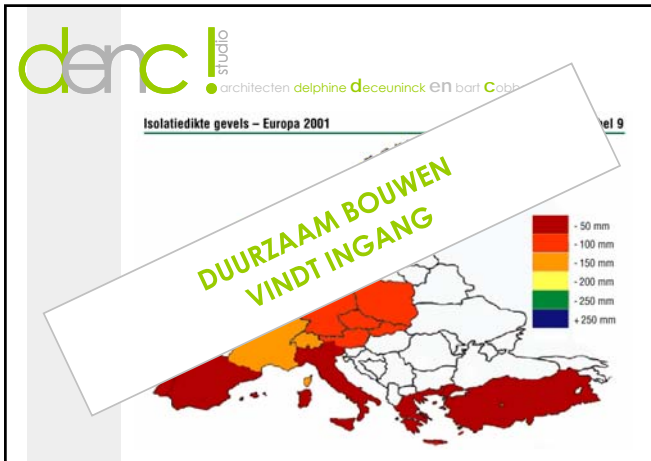 denc!
studio
architecten delphine deceuninck en bart
Isolatiedikte gevels – Europa 2001
9
DUURZAAM BOUWEN
VINDT INGANG
- 50 mm
- 100 mm
- 150 mm
- 200 mm
- 250 mm
+ 250 mm